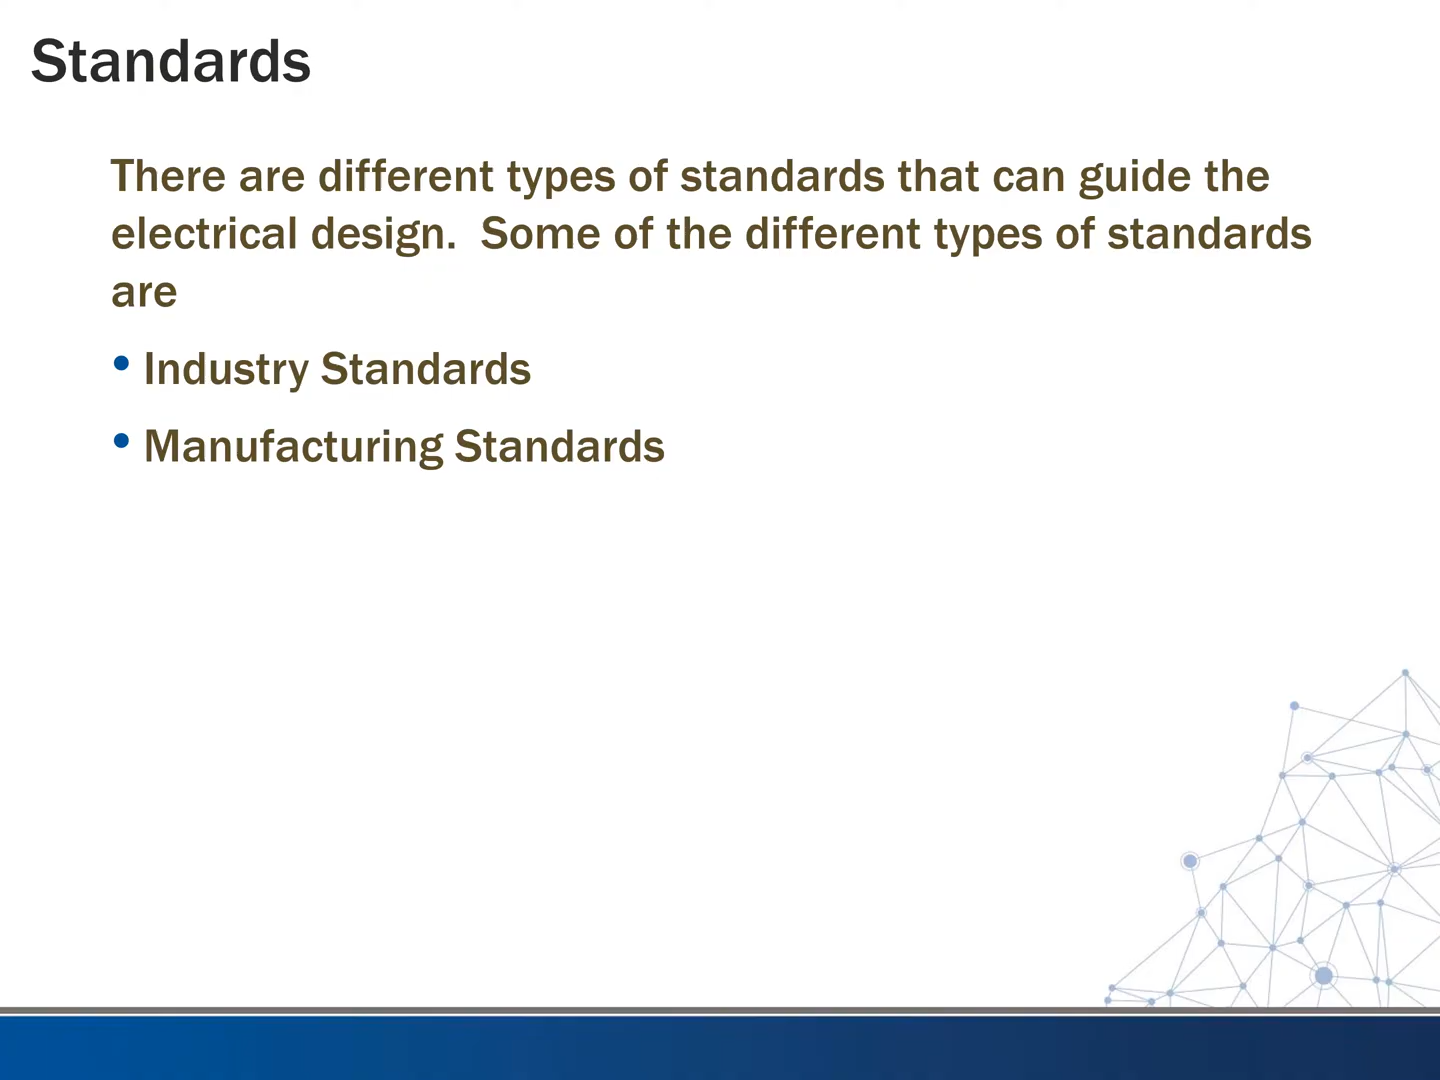 Standards
There are different types of standards that can guide the
electrical design.  Some of the different types of standards
are
• Industry Standards
• Manufacturing Standards